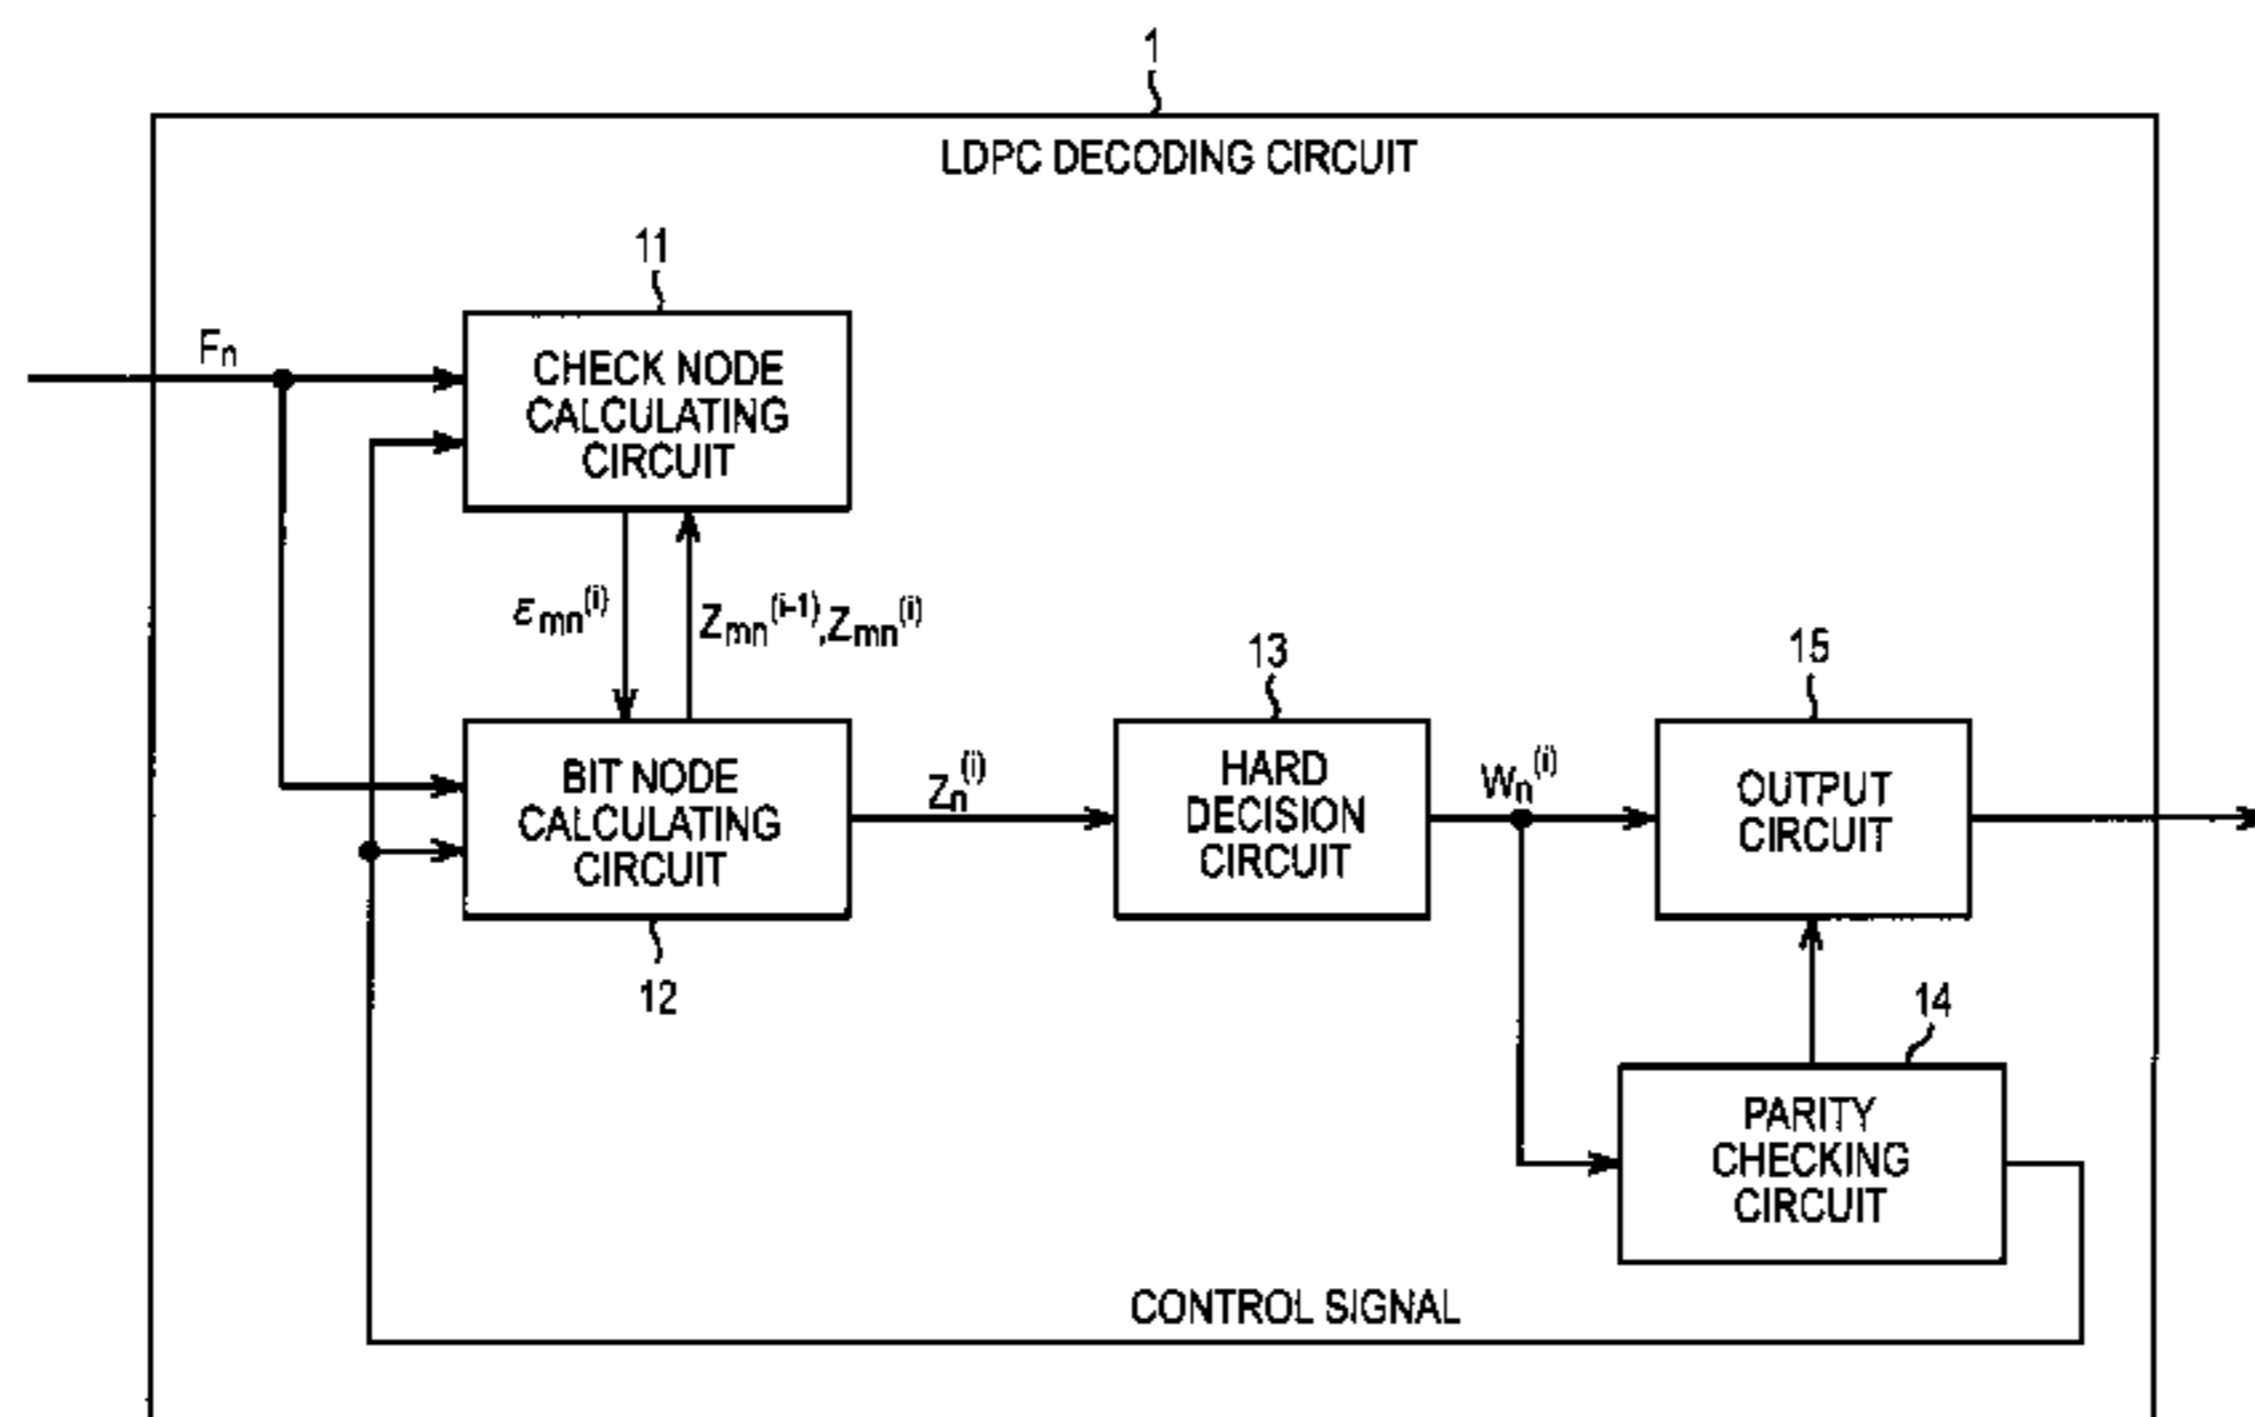 1
LDPC DECODING CIRCUIT
11
Fn
CHECK NODE
CALCULATING
CIRCUIT
εmn(i)
Zmn(i-1),Zmn(i)
13
15
BIT NODE
CALCULATING
CIRCUIT
Zn(i)
HARD
DECISION
CIRCUIT
Wn(i)
OUTPUT
CIRCUIT
12
14
PARITY
CHECKING
CIRCUIT
CONTROL SIGNAL